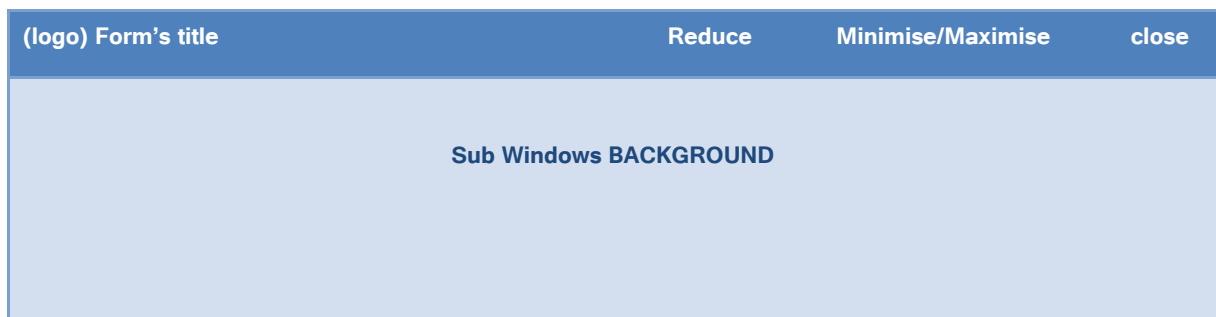 (logo) Form’s title Reduce Minimise/Maximise close
Sub Windows BACKGROUND